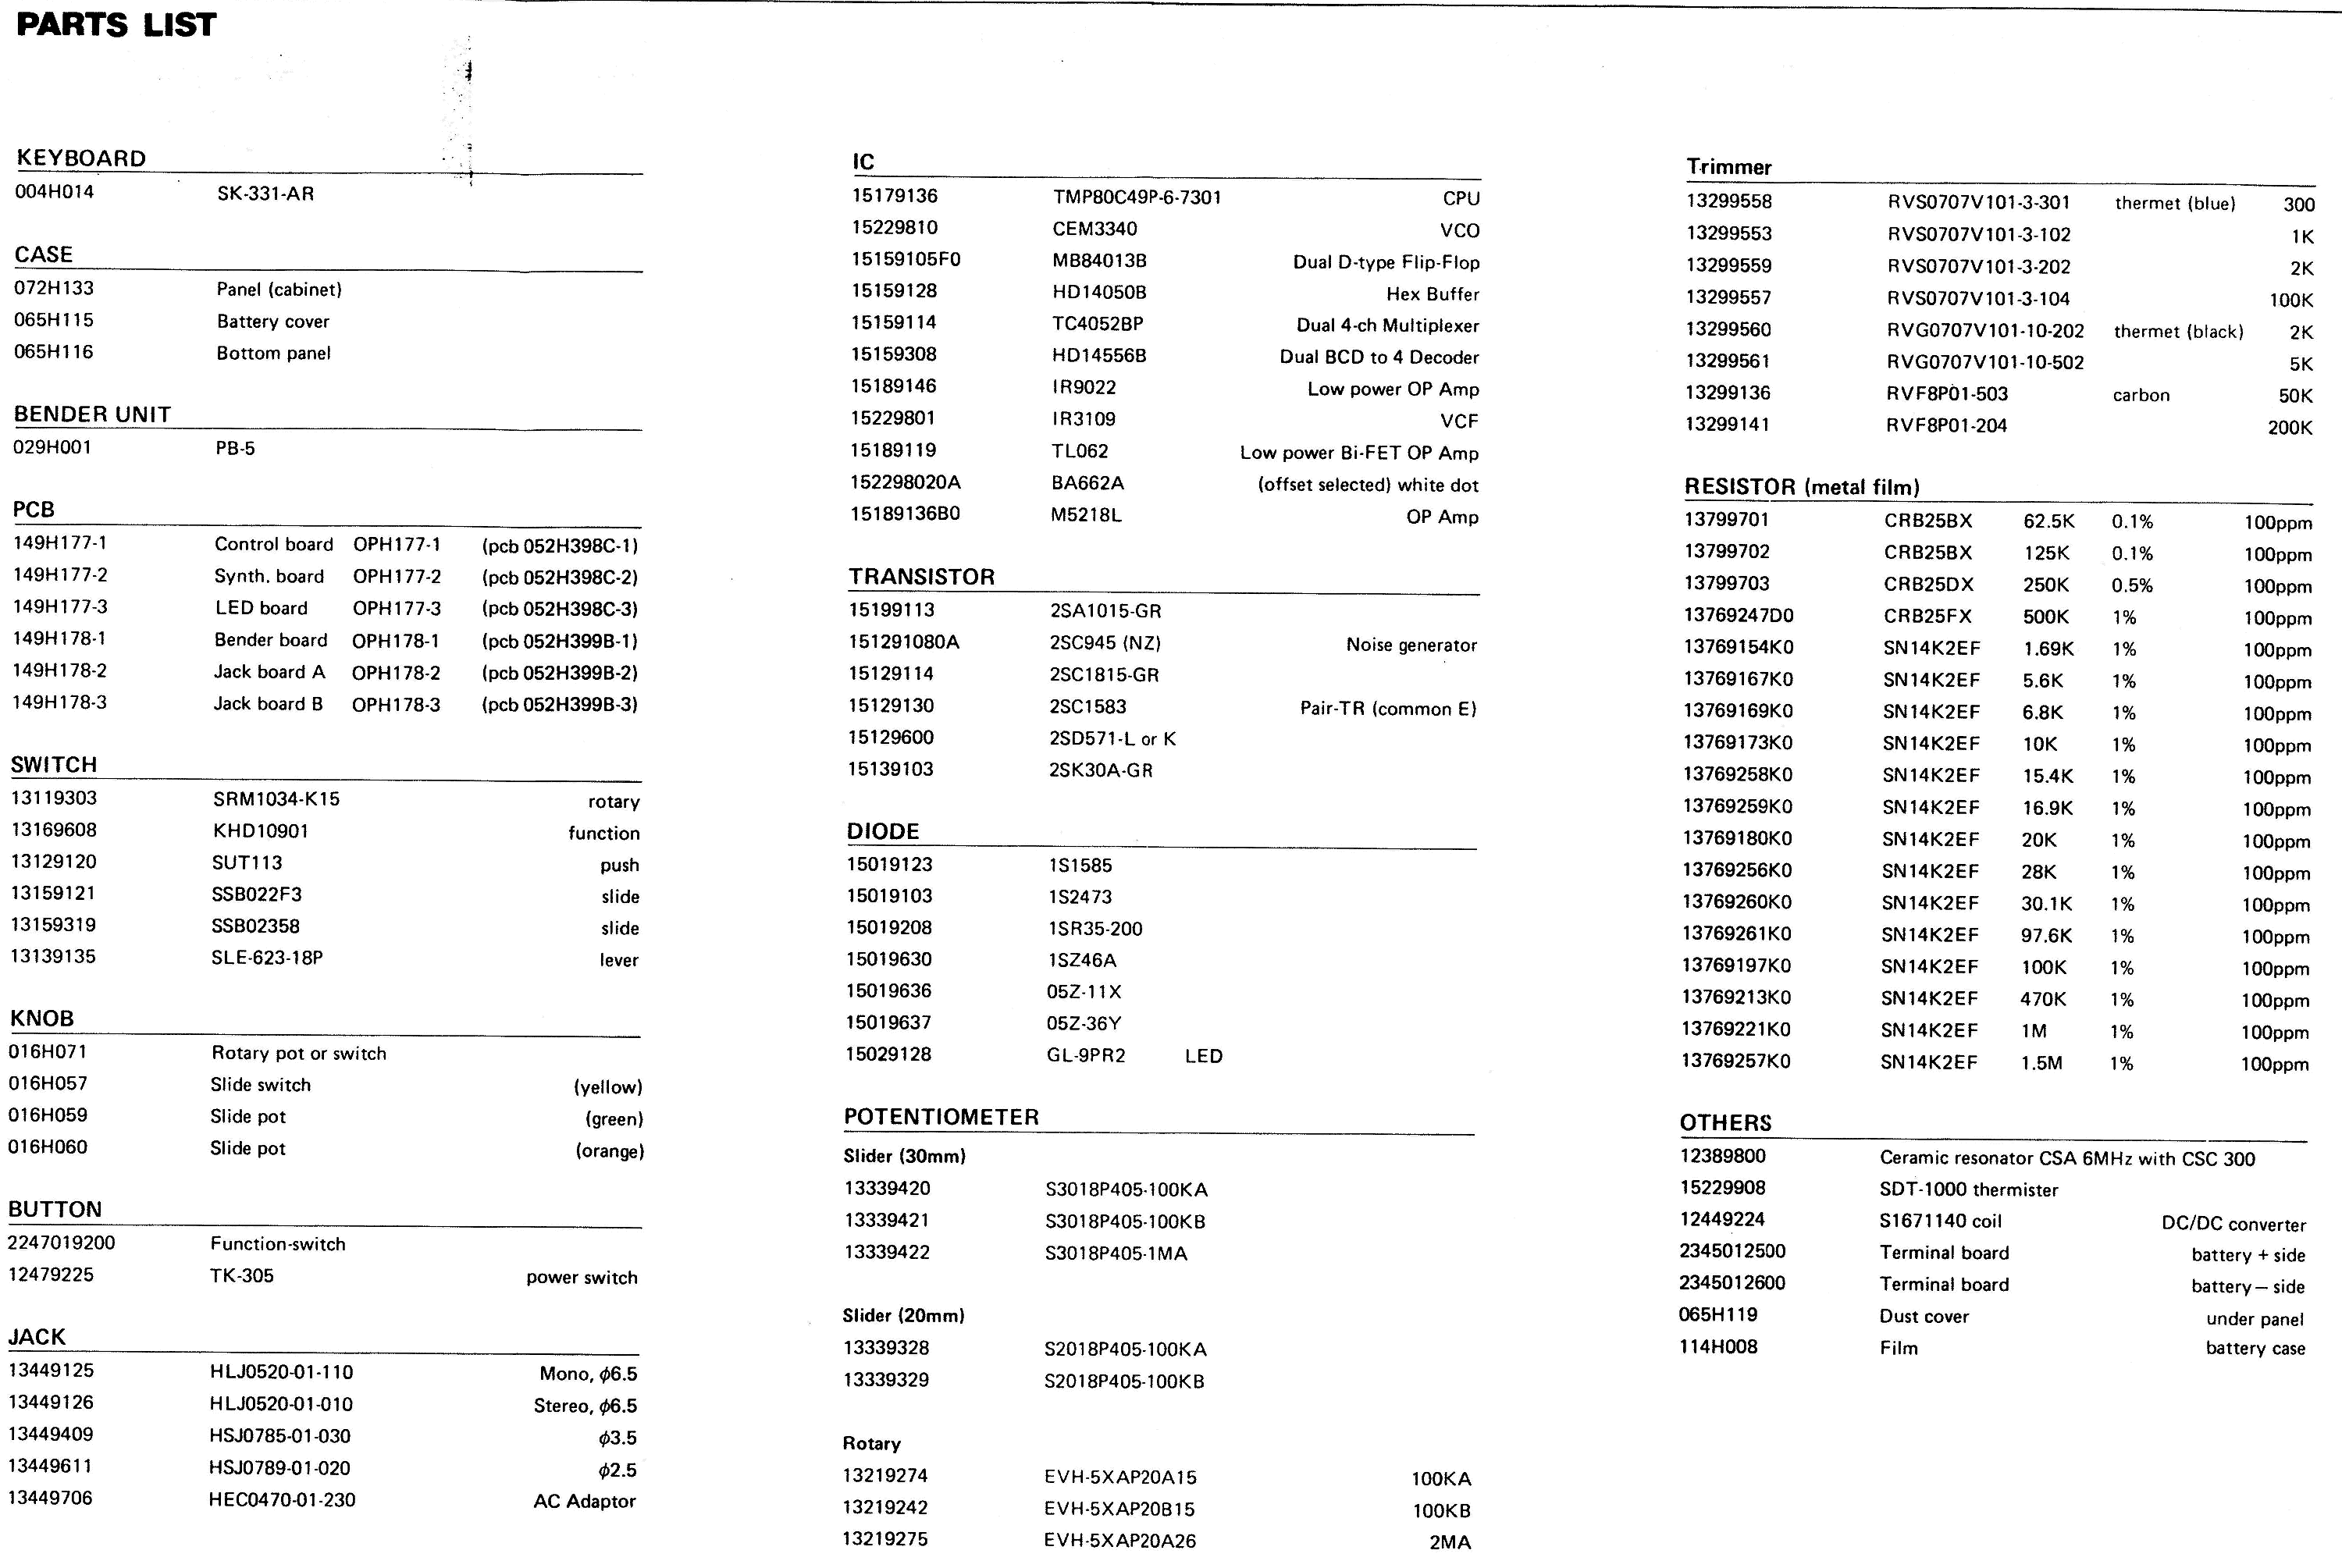 PARTS LIST
KEYBOARD
004H014 SK-331-AR
CASE
072H133 Panel (cabinet)
065H115 Battery cover
065H116 Bottom panel
BENDER UNIT
029H001 PB-5
PCB
149H177-1 Control board OPH177-1 (pcb 052H398C-1)
149H177-2 Synth. board OPH177-2 (pcb 052H398C-2)
149H177-3 LED board OPH177-3 (pcb 052H398C-3)
149H178-1 Bender board OPH178-1 (pcb 052H399B-1)
149H178-2 Jack board A OPH178-2 (pcb 052H399B-2)
149H178-3 Jack board B OPH178-3 (pcb 052H399B-3)
SWITCH
13119303 SRM1034-K15 rotary
13169608 KHD10901 function
13129120 SUT113 push
13159121 SSB022F3 slide
13159319 SSB02358 slide
13139135 SLE-623-18P lever
KNOB
016H071 Rotary pot or switch
016H057 Slide switch (yellow)
016H059 Slide pot (green)
016H060 Slide pot (orange)
BUTTON
2247019200 Function-switch
12479225 TK-305 power switch
JACK
13449125 HLJ0520-01-110 Mono, ϕ6.5
13449126 HLJ0520-01-010 Stereo, ϕ6.5
13449409 HSJ0785-01-030 ϕ3.5
13449611 HSJ0789-01-020 ϕ2.5
13449706 HEC0470-01-230 AC Adaptor
IC
15179136 TMP80C49P-6-7301 CPU
15229810 CEM3340 VCO
15159105F0 MB84013B Dual D-type Flip-Flop
15159128 HD14050B Hex Buffer
15159114 TC4052BP Dual 4-ch Multiplexer
15159308 HD14556B Dual BCD to 4 Decoder
15189146 IR9022 Low power OP Amp
15229801 IR3109 VCF
15189119 TL062 Low power Bi-FET OP Amp
152298020A BA662A (offset selected) white dot
15189136B0 M5218L OP Amp
TRANSISTOR
15199113 2SA1015-GR
151291080A 2SC945 (NZ) Noise generator
15129114 2SC1815-GR
15129130 2SC1583 Pair-TR (common E)
15129600 2SD571-L or K
15139103 2SK30A-GR
DIODE
15019123 1S1585
15019103 1S2473
15019208 1SR35-200
15019630 1SZ46A
15019636 05Z-11X
15019637 05Z-36Y
15029128 GL-9PR2 LED
POTENTIOMETER
Slider (30mm)
13339420 S3018P405-100KA
13339421 S3018P405-100KB
13339422 S3018P405-1MA
Slider (20mm)
13339328 S2018P405-100KA
13339329 S2018P405-100KB
Rotary
13219274 EVH-5XAP20A15 100KA
13219242 EVH-5XAP20B15 100KB
13219275 EVH-5XAP20A26 2MA
Trimmer
13299558 RVS0707V101-3-301 thermet (blue) 300
13299553 RVS0707V101-3-102 1K
13299559 RVS0707V101-3-202 2K
13299557 RVS0707V101-3-104 100K
13299560 RVG0707V101-10-202 thermet (black) 2K
13299561 RVG0707V101-10-502 5K
13299136 RVF8P01-503 carbon 50K
13299141 RVF8P01-204 200K
RESISTOR (metal film)
13799701 CRB25BX 62.5K 0.1% 100ppm
13799702 CRB25BX 125K 0.1% 100ppm
13799703 CRB25DX 250K 0.5% 100ppm
13769247D0 CRB25FX 500K 1% 100ppm
13769154K0 SN14K2EF 1.69K 1% 100ppm
13769167K0 SN14K2EF 5.6K 1% 100ppm
13769169K0 SN14K2EF 6.8K 1% 100ppm
13769173K0 SN14K2EF 10K 1% 100ppm
13769258K0 SN14K2EF 15.4K 1% 100ppm
13769259K0 SN14K2EF 16.9K 1% 100ppm
13769180K0 SN14K2EF 20K 1% 100ppm
13769256K0 SN14K2EF 28K 1% 100ppm
13769260K0 SN14K2EF 30.1K 1% 100ppm
13769261K0 SN14K2EF 97.6K 1% 100ppm
13769197K0 SN14K2EF 100K 1% 100ppm
13769213K0 SN14K2EF 470K 1% 100ppm
13769221K0 SN14K2EF 1M 1% 100ppm
13769257K0 SN14K2EF 1.5M 1% 100ppm
OTHERS
12389800 Ceramic resonator CSA 6MHz with CSC 300
15229908 SDT-1000 thermister
12449224 S1671140 coil DC/DC converter
2345012500 Terminal board battery + side
2345012600 Terminal board battery — side
065H119 Dust cover under panel
114H008 Film battery case